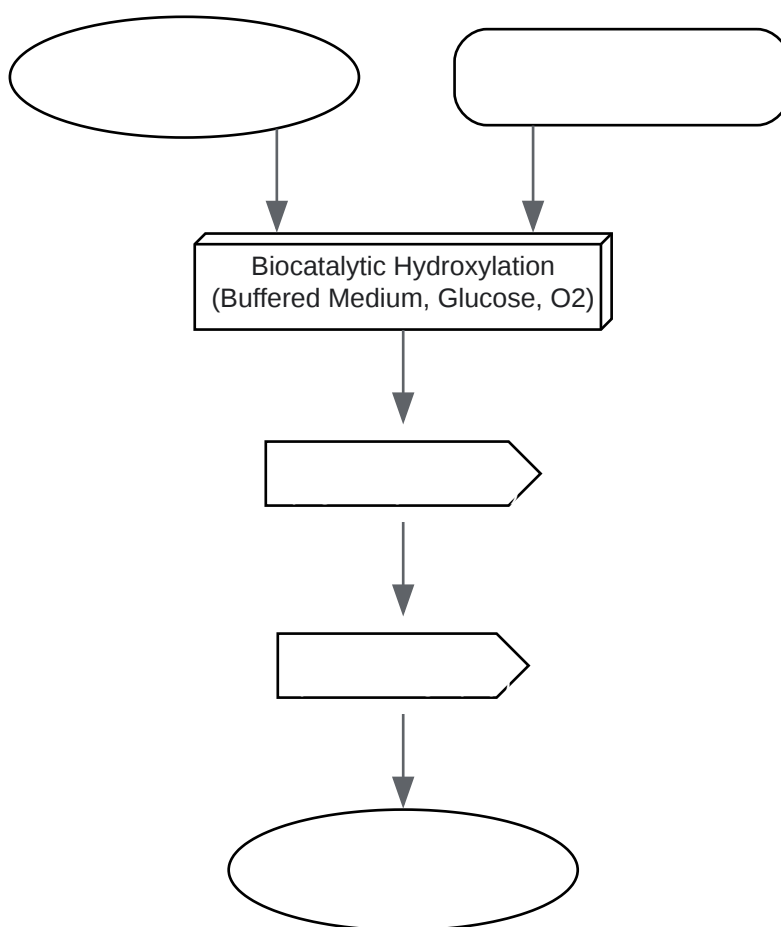 Biocatalytic Hydroxylation
(Buffered Medium, Glucose, O2)